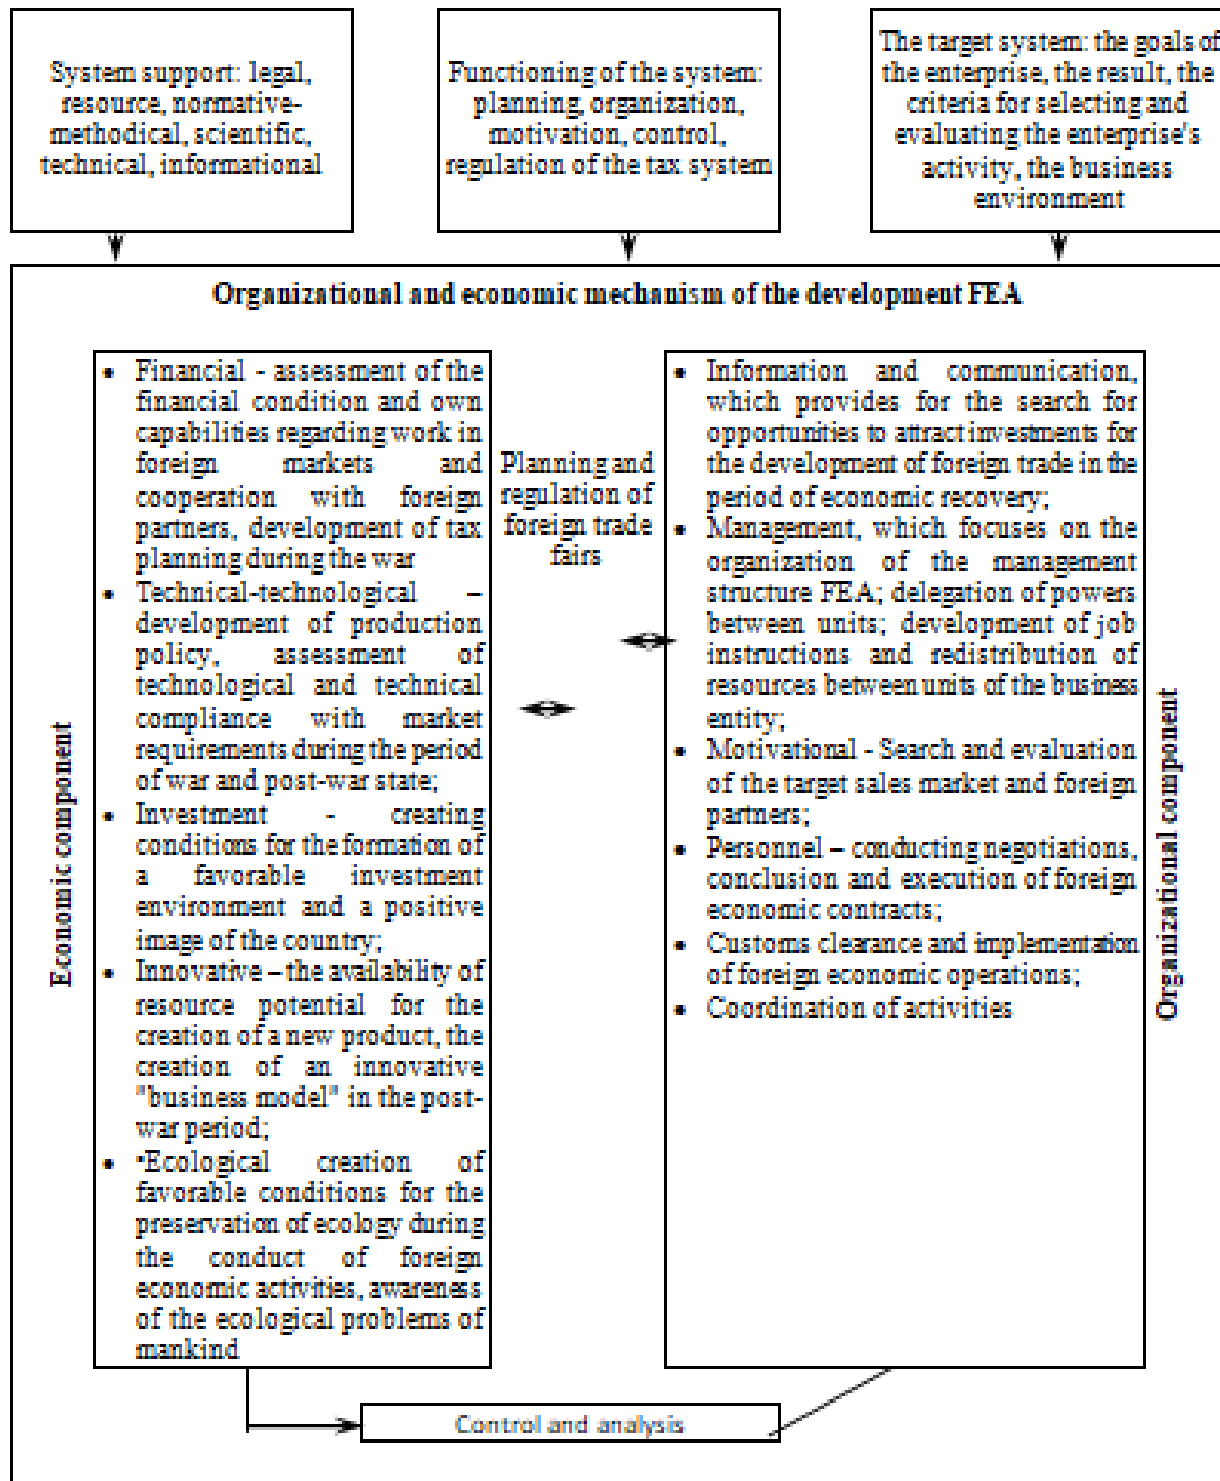 System support: legal,
resource, normative-
methodical, scientific,
technical, informational
Functioning of the system:
planning, organization,
motivation, control,
regulation of the tax system
The target system: the goals of
the enterprise, the result, the
criteria for selecting and
evaluating the enterprise's
activity, the business
environment
Organizational and economic mechanism of the development FEA
Economic component
• Financial - assessment of the
financial condition and own
capabilities regarding work in
foreign markets and
cooperation with foreign
partners, development of tax
planning during the war
• Technical-technological –
development of production
policy, assessment of
technological and technical
compliance with market
requirements during the period
of war and post-war state;
• Investment - creating
conditions for the formation of
a favorable investment
environment and a positive
image of the country;
• Innovative – the availability of
resource potential for the
creation of a new product, the
creation of an innovative
"business model" in the post-
war period;
• •Ecological creation of
favorable conditions for the
preservation of ecology during
the conduct of foreign
economic activities, awareness
of the ecological problems of
mankind
Planning and
regulation of
foreign trade
fairs
• Information and communication,
which provides for the search for
opportunities to attract investments for
the development of foreign trade in the
period of economic recovery;
• Management, which focuses on the
organization of the management
structure FEA; delegation of powers
between units; development of job
instructions and redistribution of
resources between units of the business
entity;
• Motivational - Search and evaluation
of the target sales market and foreign
partners;
• Personnel – conducting negotiations,
conclusion and execution of foreign
economic contracts;
• Customs clearance and implementation
of foreign economic operations;
• Coordination of activities
Organizational component
Control and analysis